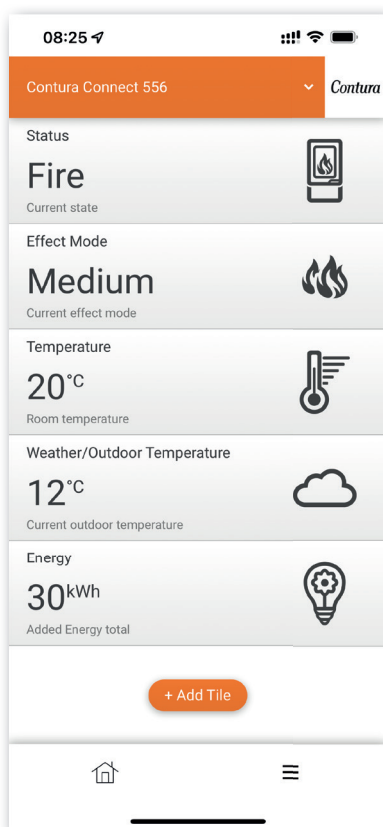 08:25
Contura Connect 556
Contura
Status
Fire
Current state
Effect Mode
Medium
Current effect mode
Temperature
20°C
Room temperature
Weather/Outdoor Temperature
12°C
Current outdoor temperature
Energy
30kWh
Added Energy total
+ Add Tile